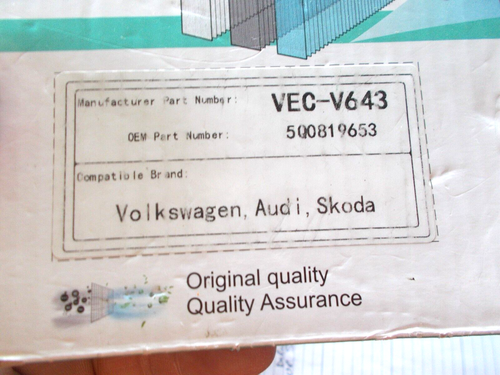 Manufacturer Part Number: VEC-V643
OEM Part Number: 5Q0819653
Compatible Brand:
Volkswagen, Audi, Skoda
Original quality
Quality Assurance